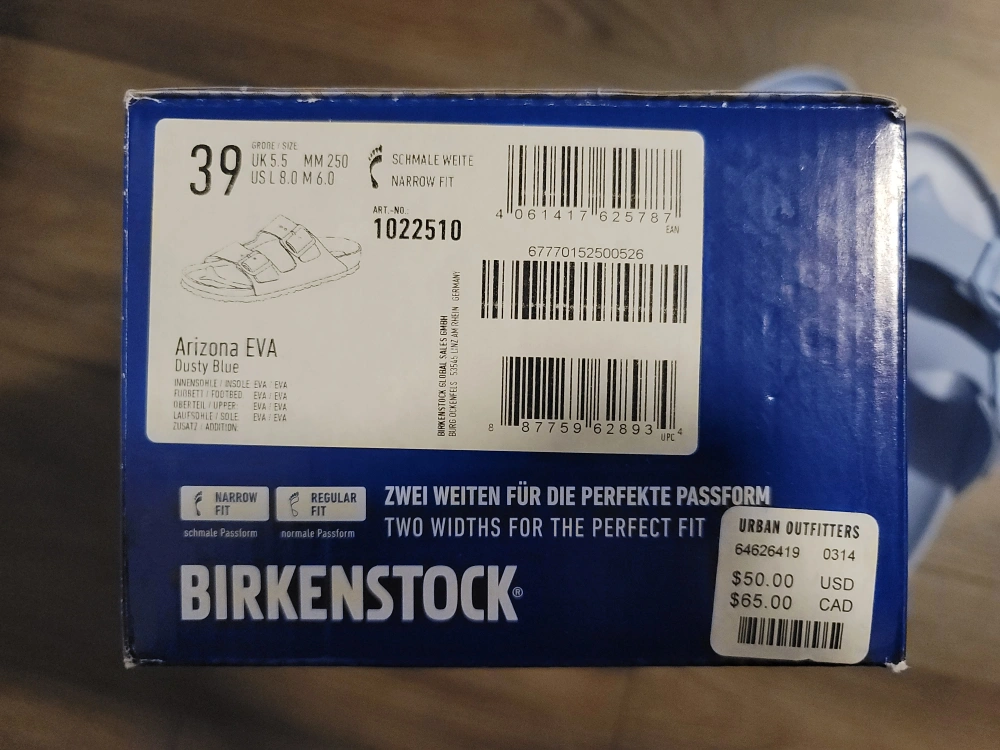 39
GRÖßE / SIZE
UK 5.5 MM 250
US L 8.0 M 6.0
SCHMALE WEITE
NARROW FIT
ART.-NO.
1022510
4 061417 625787
EAN
67770152500526
8 87759 62893 4
UPC
Arizona EVA
Dusty Blue
INNENSOHLE / INSOLE: EVA / EVA
FUßBETT / FOOTBED: EVA / EVA
OBERTEIL / UPPER: EVA / EVA
LAUFSOHLE / SOLE: EVA / EVA
ZUSATZ / ADDITION:
BIRKENSTOCK GLOBAL SALES GMBH
BURG OCKENFELS 53545 LINZ AM RHEIN GERMANY
NARROW
FIT
schmale Passform
REGULAR
FIT
normale Passform
ZWEI WEITEN FÜR DIE PERFEKTE PASSFORM
TWO WIDTHS FOR THE PERFECT FIT
BIRKENSTOCK®
URBAN OUTFITTERS
64626419 0314
$50.00 USD
$65.00 CAD